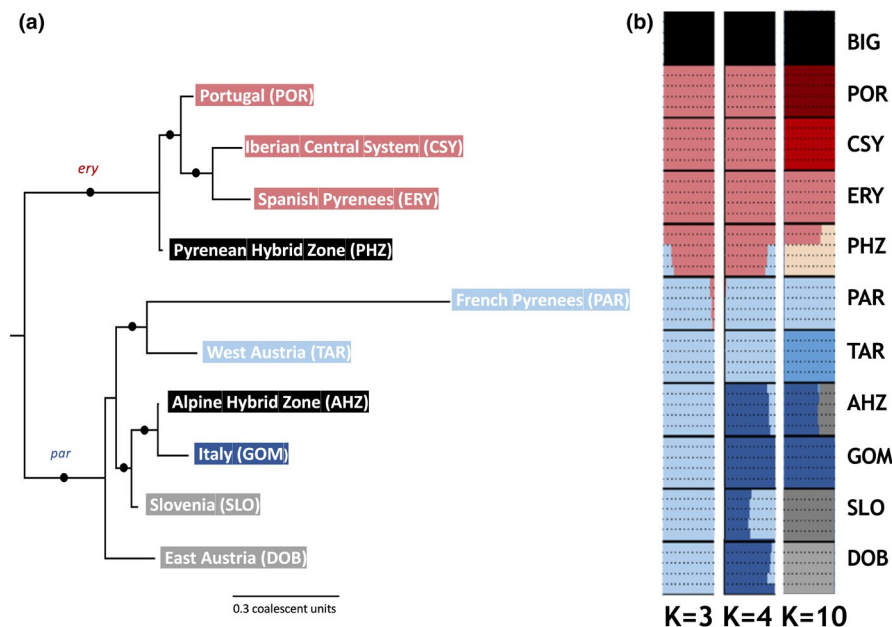 (a)
Portugal (POR)
Iberian Central System (CSY)
ery
Spanish Pyrenees (ERY)
Pyrenean Hybrid Zone (PHZ)
French Pyrenees (PAR)
West Austria (TAR)
Alpine Hybrid Zone (AHZ)
par
Italy (GOM)
Slovenia (SLO)
East Austria (DOB)
0.3 coalescent units
(b)
BIG
POR
CSY
ERY
PHZ
PAR
TAR
AHZ
GOM
SLO
DOB
K=3 K=4 K=10